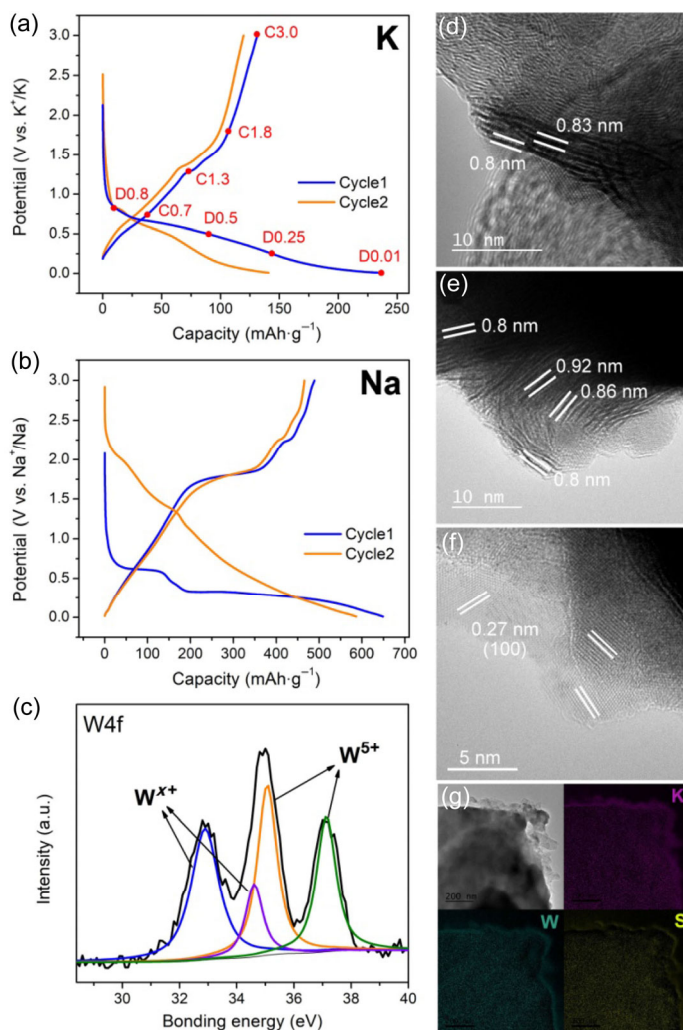 (a)
K
C3.0
C1.8
C1.3
C0.7
D0.8
D0.5
D0.25
D0.01
Cycle1
Cycle2
Potential (V vs. K⁺/K)
3.0
2.5
2.0
1.5
1.0
0.5
0.0
0 50 100 150 200 250
Capacity (mAh·g⁻¹)
(b)
Na
Cycle1
Cycle2
Potential (V vs. Na⁺/Na)
3.0
2.5
2.0
1.5
1.0
0.5
0.0
0 100 200 300 400 500 600 700
Capacity (mAh·g⁻¹)
(c)
W4f
Wˣ⁺
W⁵⁺
Intensity (a.u.)
30 32 34 36 38 40
Bonding energy (eV)
(d)
0.83 nm
0.8 nm
10 nm
(e)
0.8 nm
0.92 nm
0.86 nm
0.8 nm
10 nm
(f)
0.27 nm
(100)
5 nm
(g)
200 nm
K
W
S